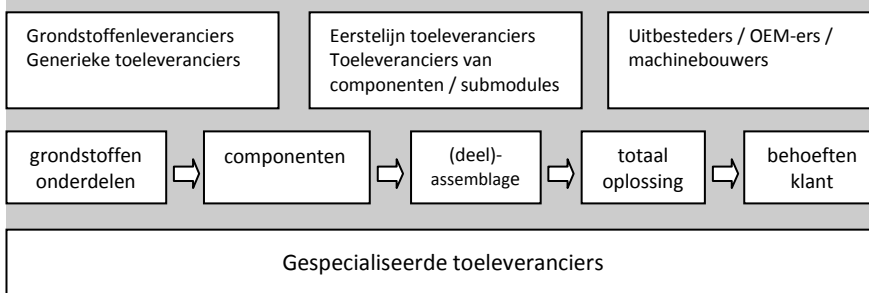 Grondstoffenleveranciers
Generieke toeleveranciers
Eerstelijn toeleveranciers
Toeleveranciers van
componenten / submodules
Uitbesteders / OEM-ers /
machinebouwers
grondstoffen
onderdelen
componenten
(deel)-
assemblage
totaal
oplossing
behoeften
klant
Gespecialiseerde toeleveranciers